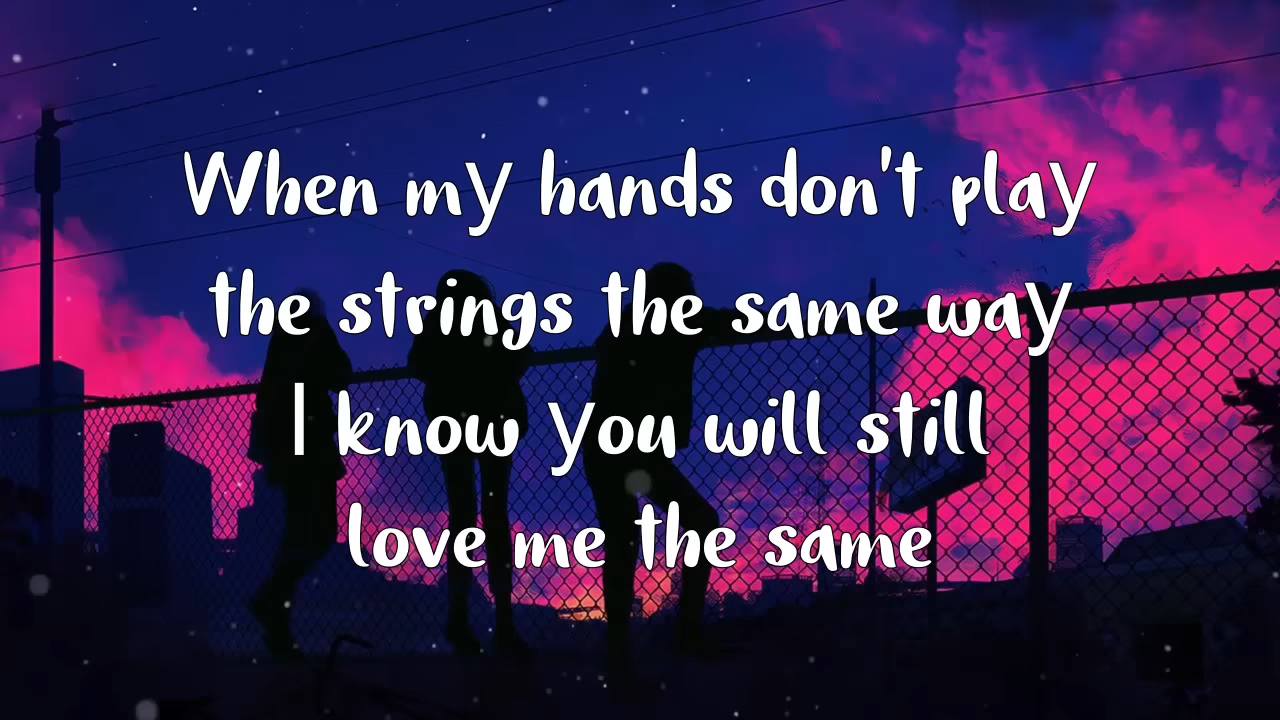 When my hands don't play
the strings the same way
I know you will still
love me the same